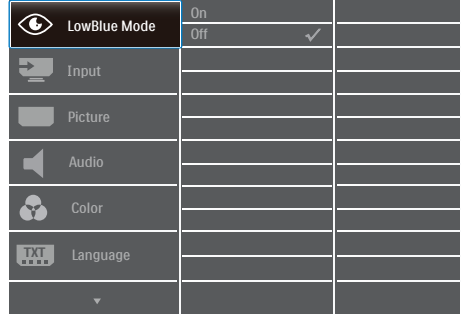 LowBlue Mode
On
Off
Input
Picture
Audio
Color
TXT
Language